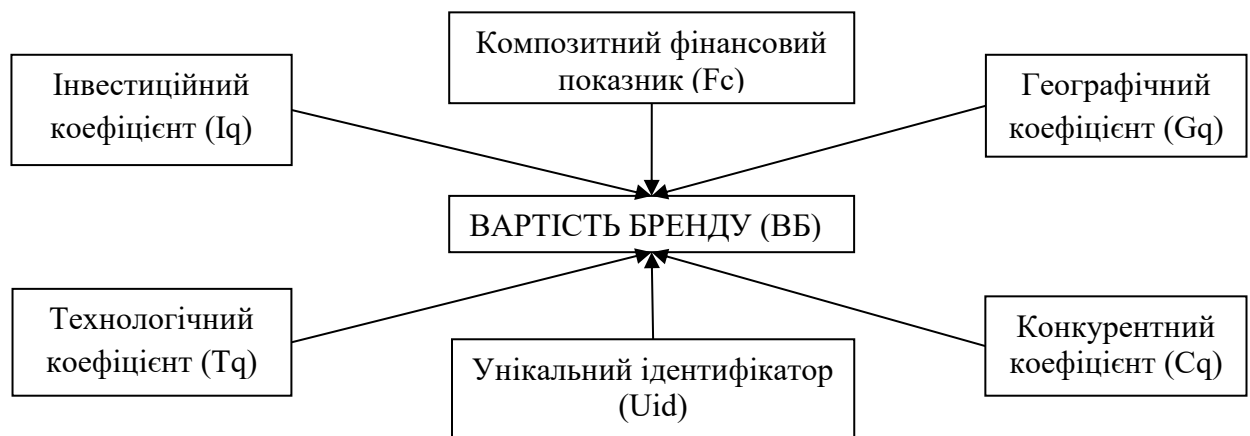 Композитний фінансовий
показник (Fc)
Інвестиційний
коефіцієнт (Iq)
Географічний
коефіцієнт (Gq)
ВАРТІСТЬ БРЕНДУ (ВБ)
Технологічний
коефіцієнт (Tq)
Унікальний ідентифікатор
(Uid)
Конкурентний
коефіцієнт (Cq)